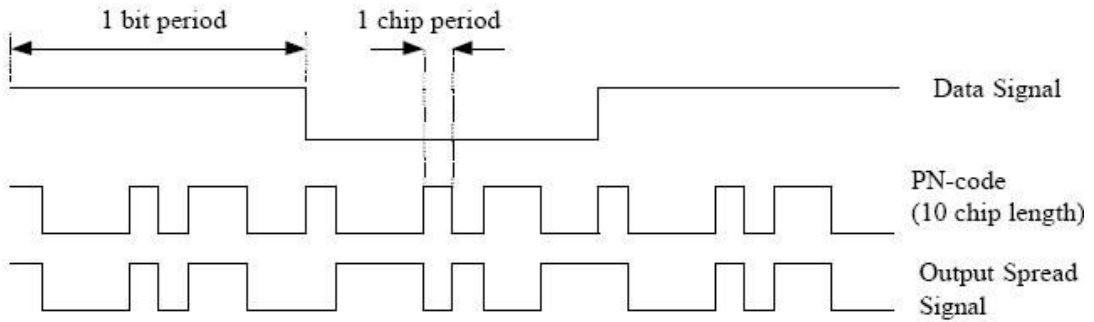 1 bit period
1 chip period
Data Signal
PN-code
(10 chip length)
Output Spread
Signal